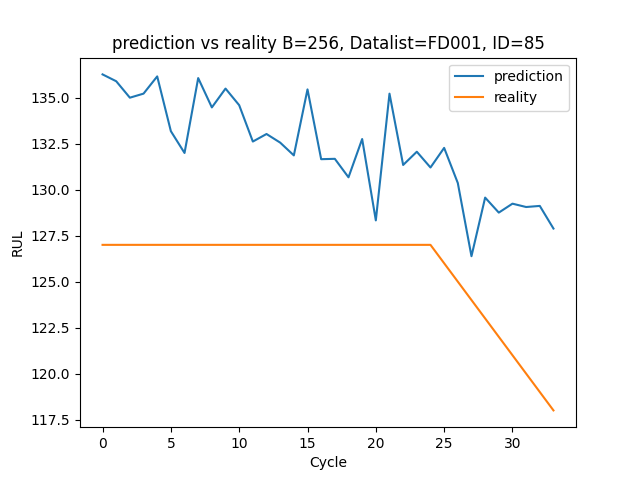 prediction vs reality B=256, Datalist=FD001, ID=85
prediction
reality
RUL
135.0
132.5
130.0
127.5
125.0
122.5
120.0
117.5
0 5 10 15 20 25 30
Cycle